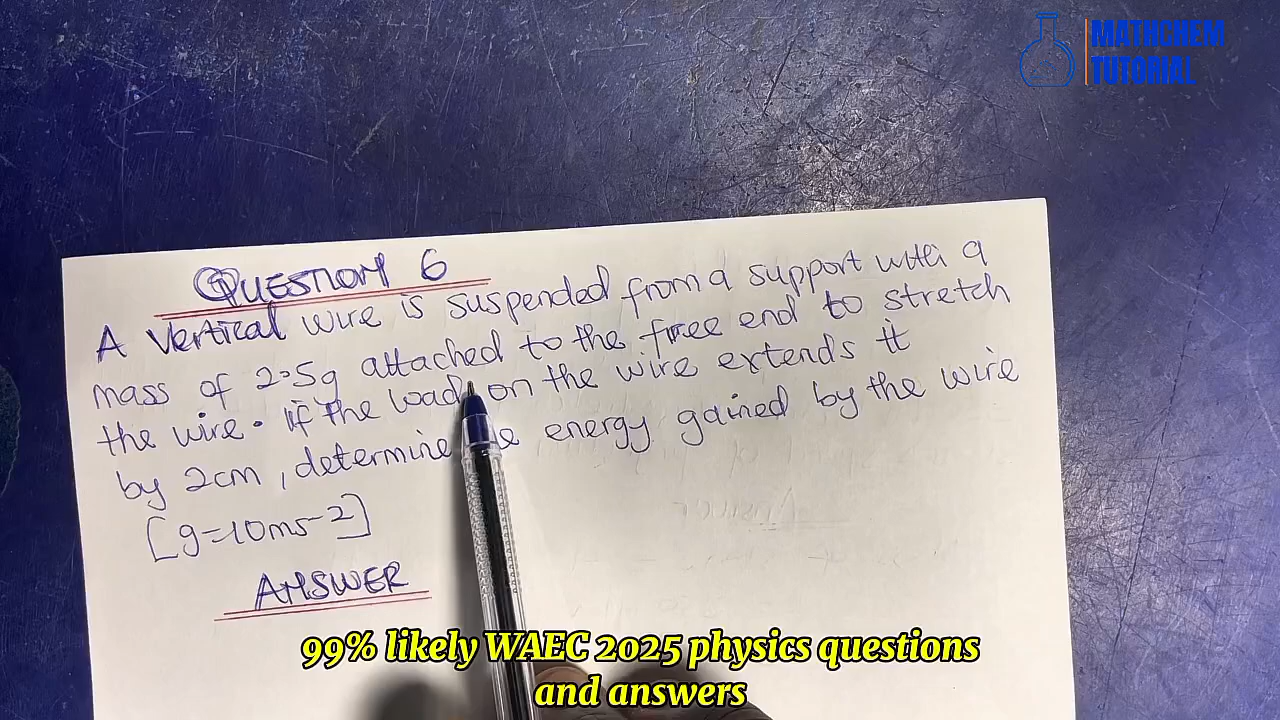 MATHCHEM
TUTORIAL
QUESTION 6
A vertical wire is suspended from a support with a
mass of 2.5g attached to the free end to stretch
the wire. If the load on the wire extends it
by 2cm, determine energy gained by the wire
[g=10ms-2]
ANSWER
99% likely WAEC 2025 physics questions
and answers